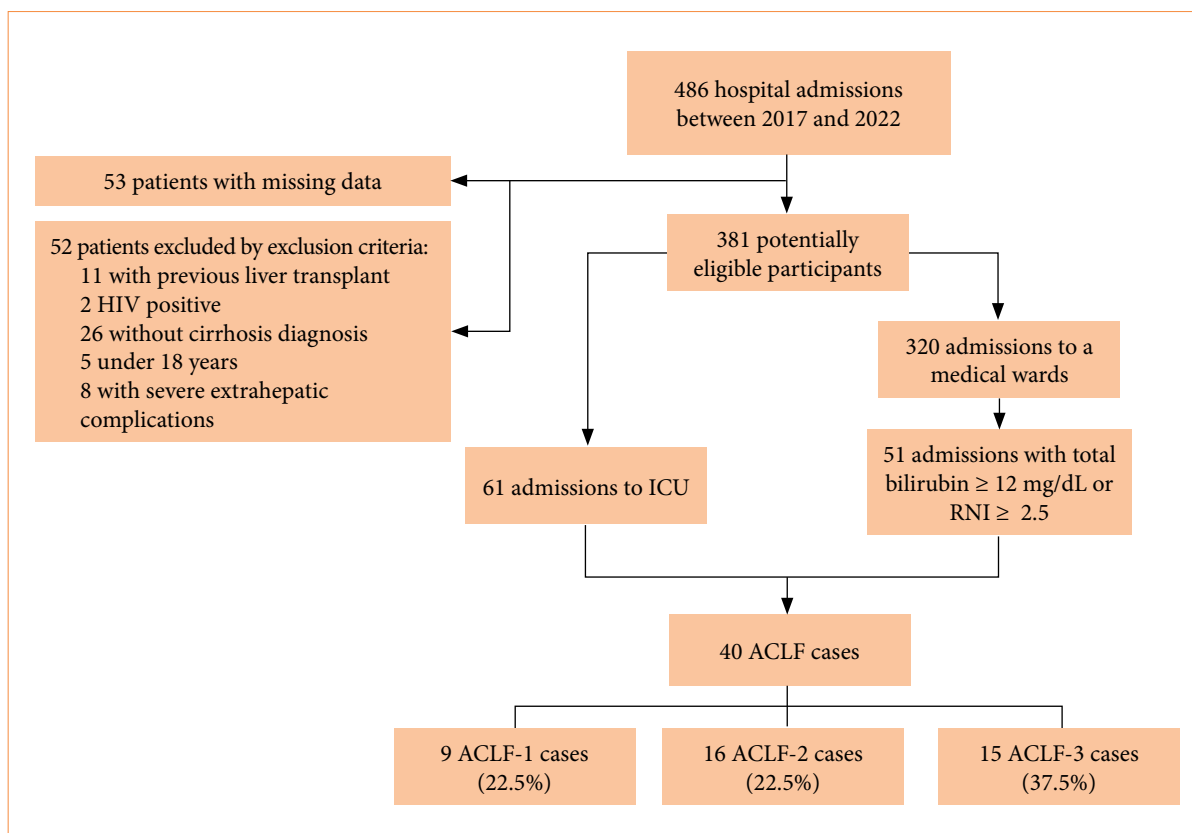 486 hospital admissions
between 2017 and 2022
53 patients with missing data
52 patients excluded by exclusion criteria:
11 with previous liver transplant
2 HIV positive
26 without cirrhosis diagnosis
5 under 18 years
8 with severe extrahepatic
complications
381 potentially
eligible participants
320 admissions to a
medical wards
61 admissions to ICU
51 admissions with total
bilirubin ≥ 12 mg/dL or
RNI ≥ 2.5
40 ACLF cases
9 ACLF-1 cases
(22.5%)
16 ACLF-2 cases
(22.5%)
15 ACLF-3 cases
(37.5%)